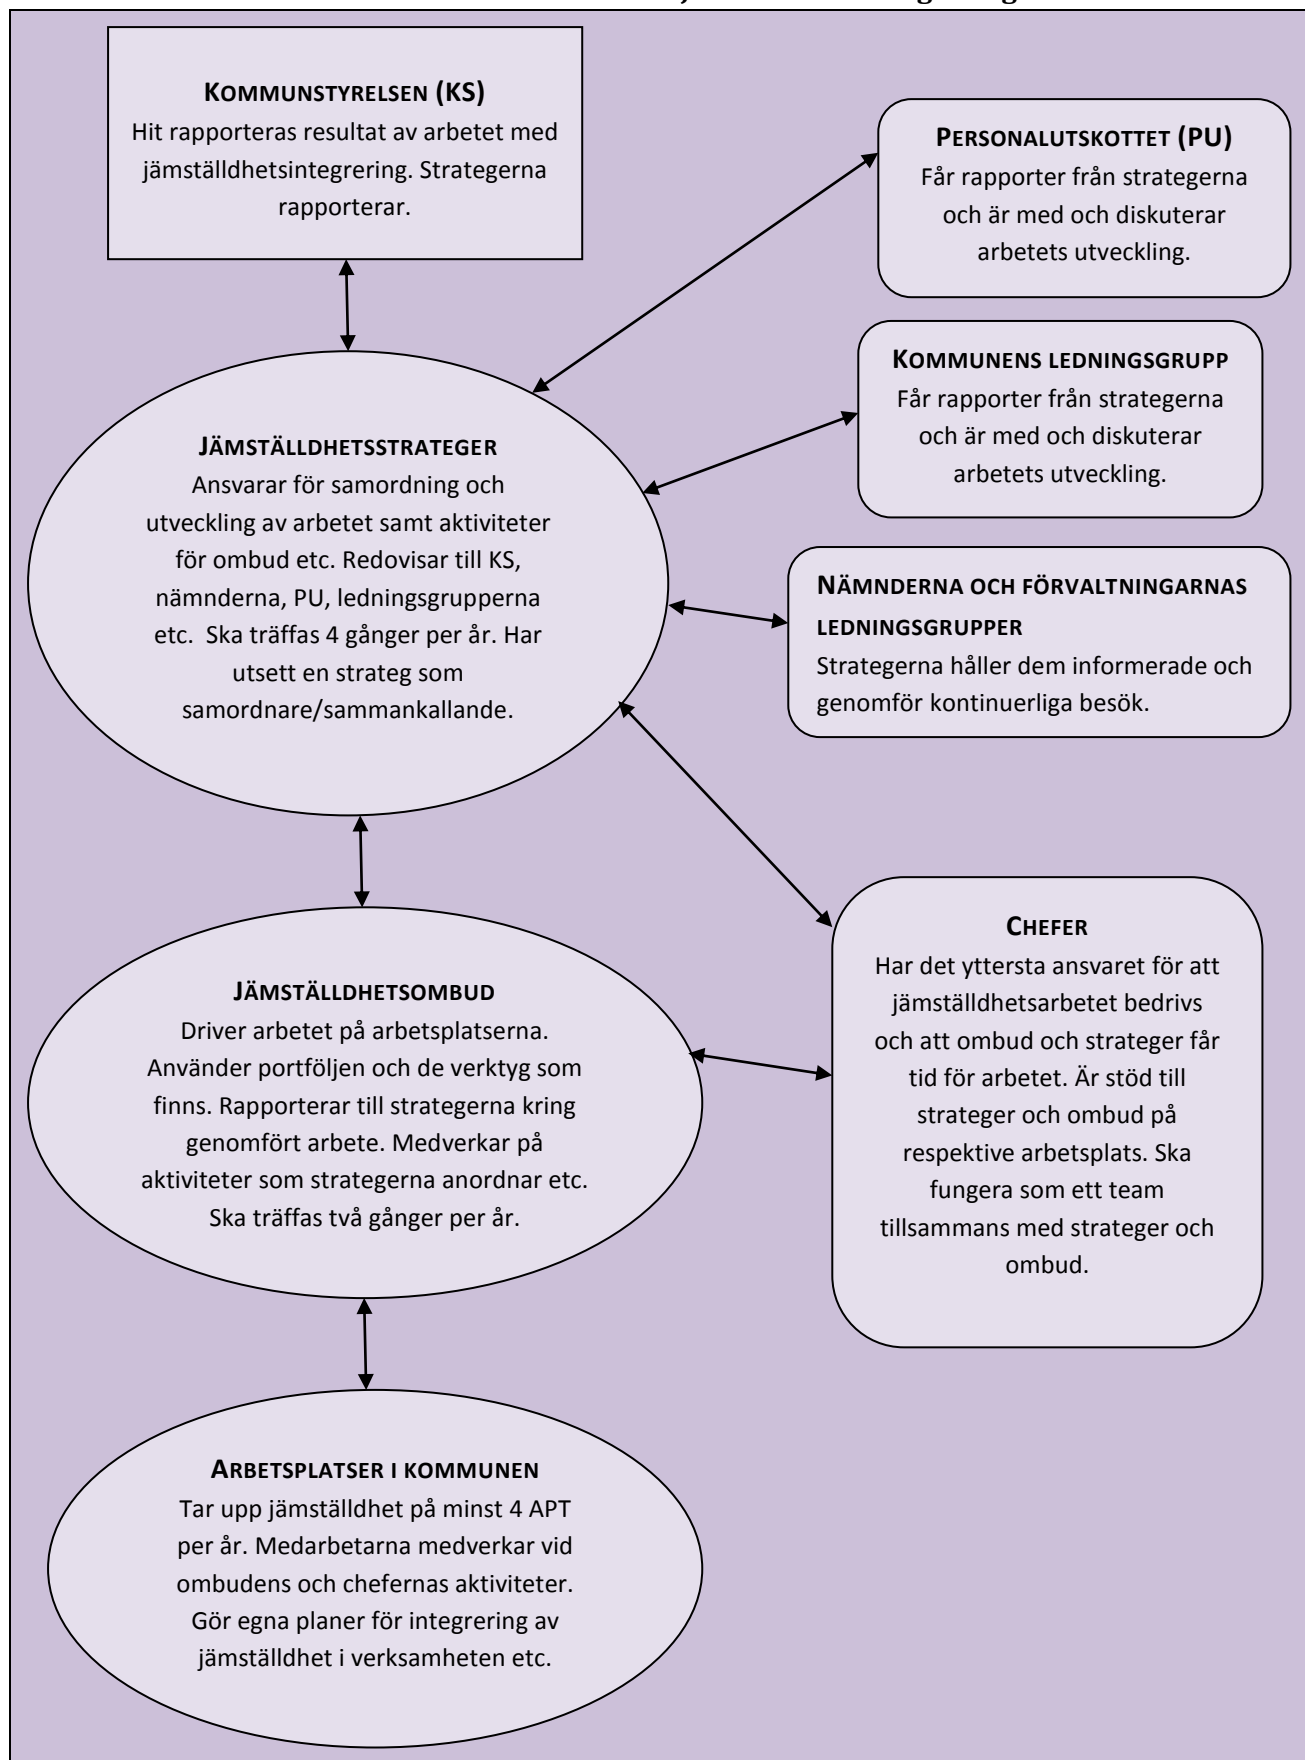 KOMMUNSTYRELSEN (KS)
Hit rapporteras resultat av arbetet med
jämställdhetsintegrering. Strategerna
rapporterar.
PERSONALUTSKOTTET (PU)
Får rapporter från strategerna
och är med och diskuterar
arbetets utveckling.
KOMMUNENS LEDNINGSGRUPP
Får rapporter från strategerna
och är med och diskuterar
arbetets utveckling.
JÄMSTÄLLDHETSSTRATEGER
Ansvarar för samordning och
utveckling av arbetet samt aktiviteter
för ombud etc. Redovisar till KS,
nämnderna, PU, ledningsgrupperna
etc.  Ska träffas 4 gånger per år. Har
utsett en strateg som
samordnare/sammankallande.
NÄMNDERNA OCH FÖRVALTNINGARNAS
LEDNINGSGRUPPER
Strategerna håller dem informerade och
genomför kontinuerliga besök.
CHEFER
Har det yttersta ansvaret för att
jämställdhetsarbetet bedrivs
och att ombud och strateger får
tid för arbetet. Är stöd till
strateger och ombud på
respektive arbetsplats. Ska
fungera som ett team
tillsammans med strateger och
ombud.
JÄMSTÄLLDHETSOMBUD
Driver arbetet på arbetsplatserna.
Använder portföljen och de verktyg som
finns. Rapporterar till strategerna kring
genomfört arbete. Medverkar på
aktiviteter som strategerna anordnar etc.
Ska träffas två gånger per år.
ARBETSPLATSER I KOMMUNEN
Tar upp jämställdhet på minst 4 APT
per år. Medarbetarna medverkar vid
ombudens och chefernas aktiviteter.
Gör egna planer för integrering av
jämställdhet i verksamheten etc.